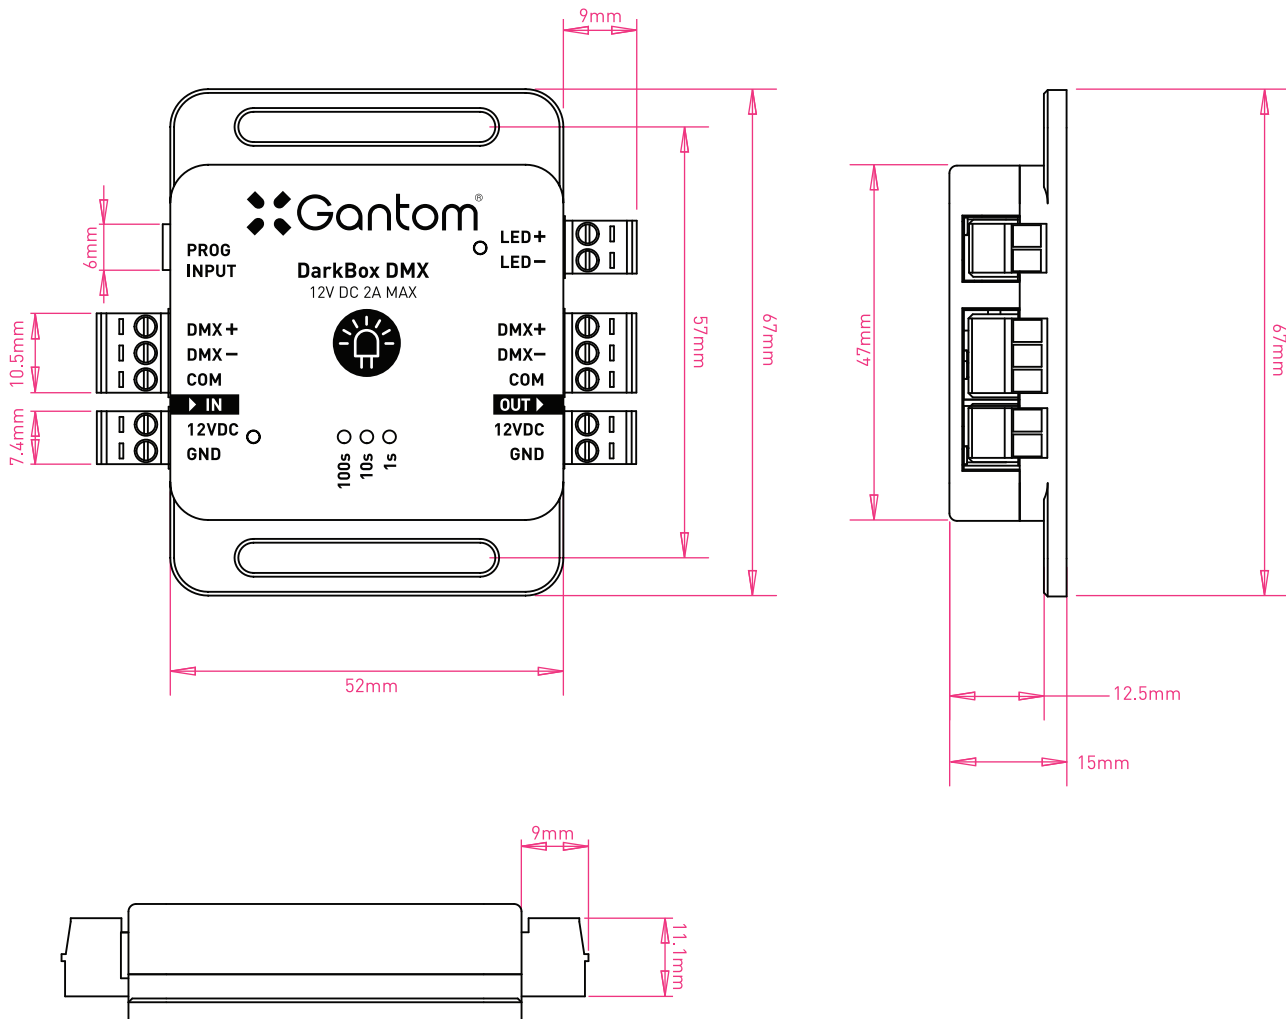 9mm
Gantom®
PROG
INPUT
LED+
LED−
DarkBox DMX
12V DC 2A MAX
6mm
10.5mm
7.4mm
DMX+
DMX−
COM
IN
12VDC
GND
DMX+
DMX−
COM
OUT
12VDC
GND
100s
10s
1s
57mm
67mm
52mm
47mm
67mm
12.5mm
15mm
9mm
11.1mm